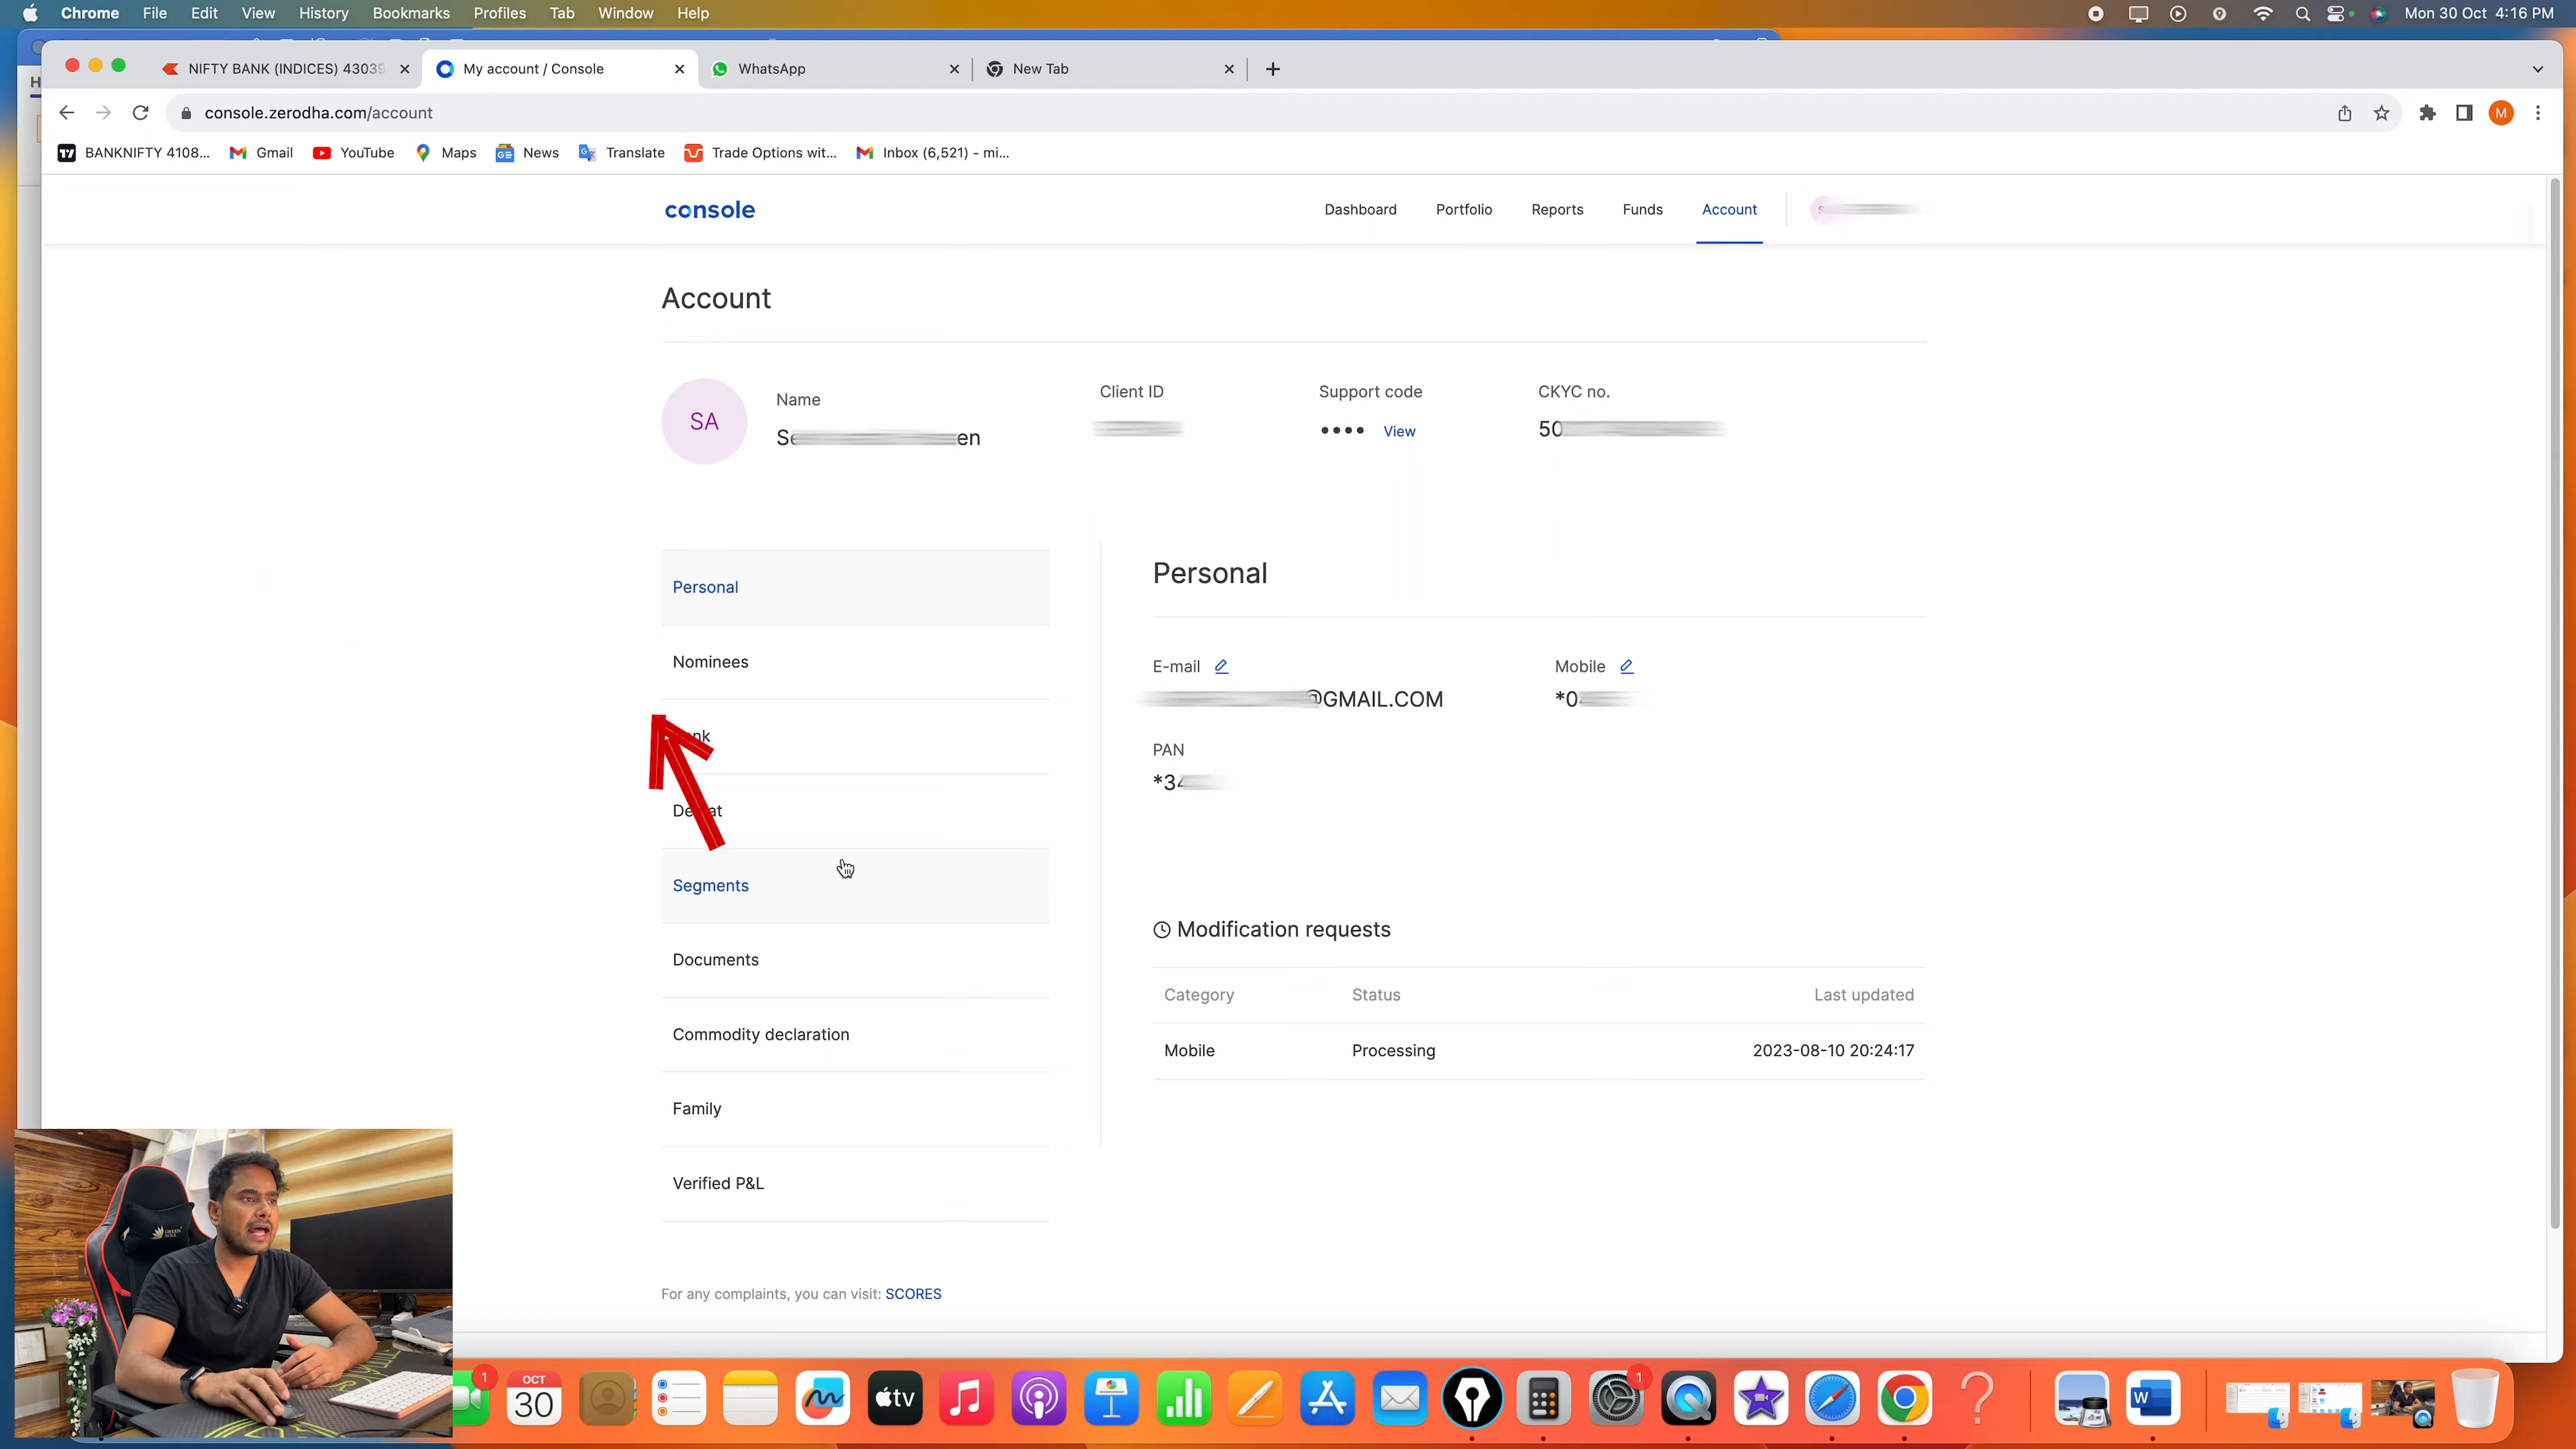 Chrome File Edit View History Bookmarks Profiles Tab Window Help Mon 30 Oct 4:16 PM
NIFTY BANK (INDICES) 43039 My account / Console WhatsApp New Tab
console.zerodha.com/account M
BANKNIFTY 4108... Gmail YouTube Maps News Translate Trade Options wit... Inbox (6,521) - mi...
console Dashboard Portfolio Reports Funds Account
Account
SA
Name Client ID Support code CKYC no.
•••• View
Personal
Nominees
Segments
Documents
Commodity declaration
Family
Verified P&L
Personal
E-mail Mobile
@GMAIL.COM *0
PAN
*34
Modification requests
Category Status Last updated
Mobile Processing 2023-08-10 20:24:17
For any complaints, you can visit: SCORES
1 OCT 30 tv 1 W